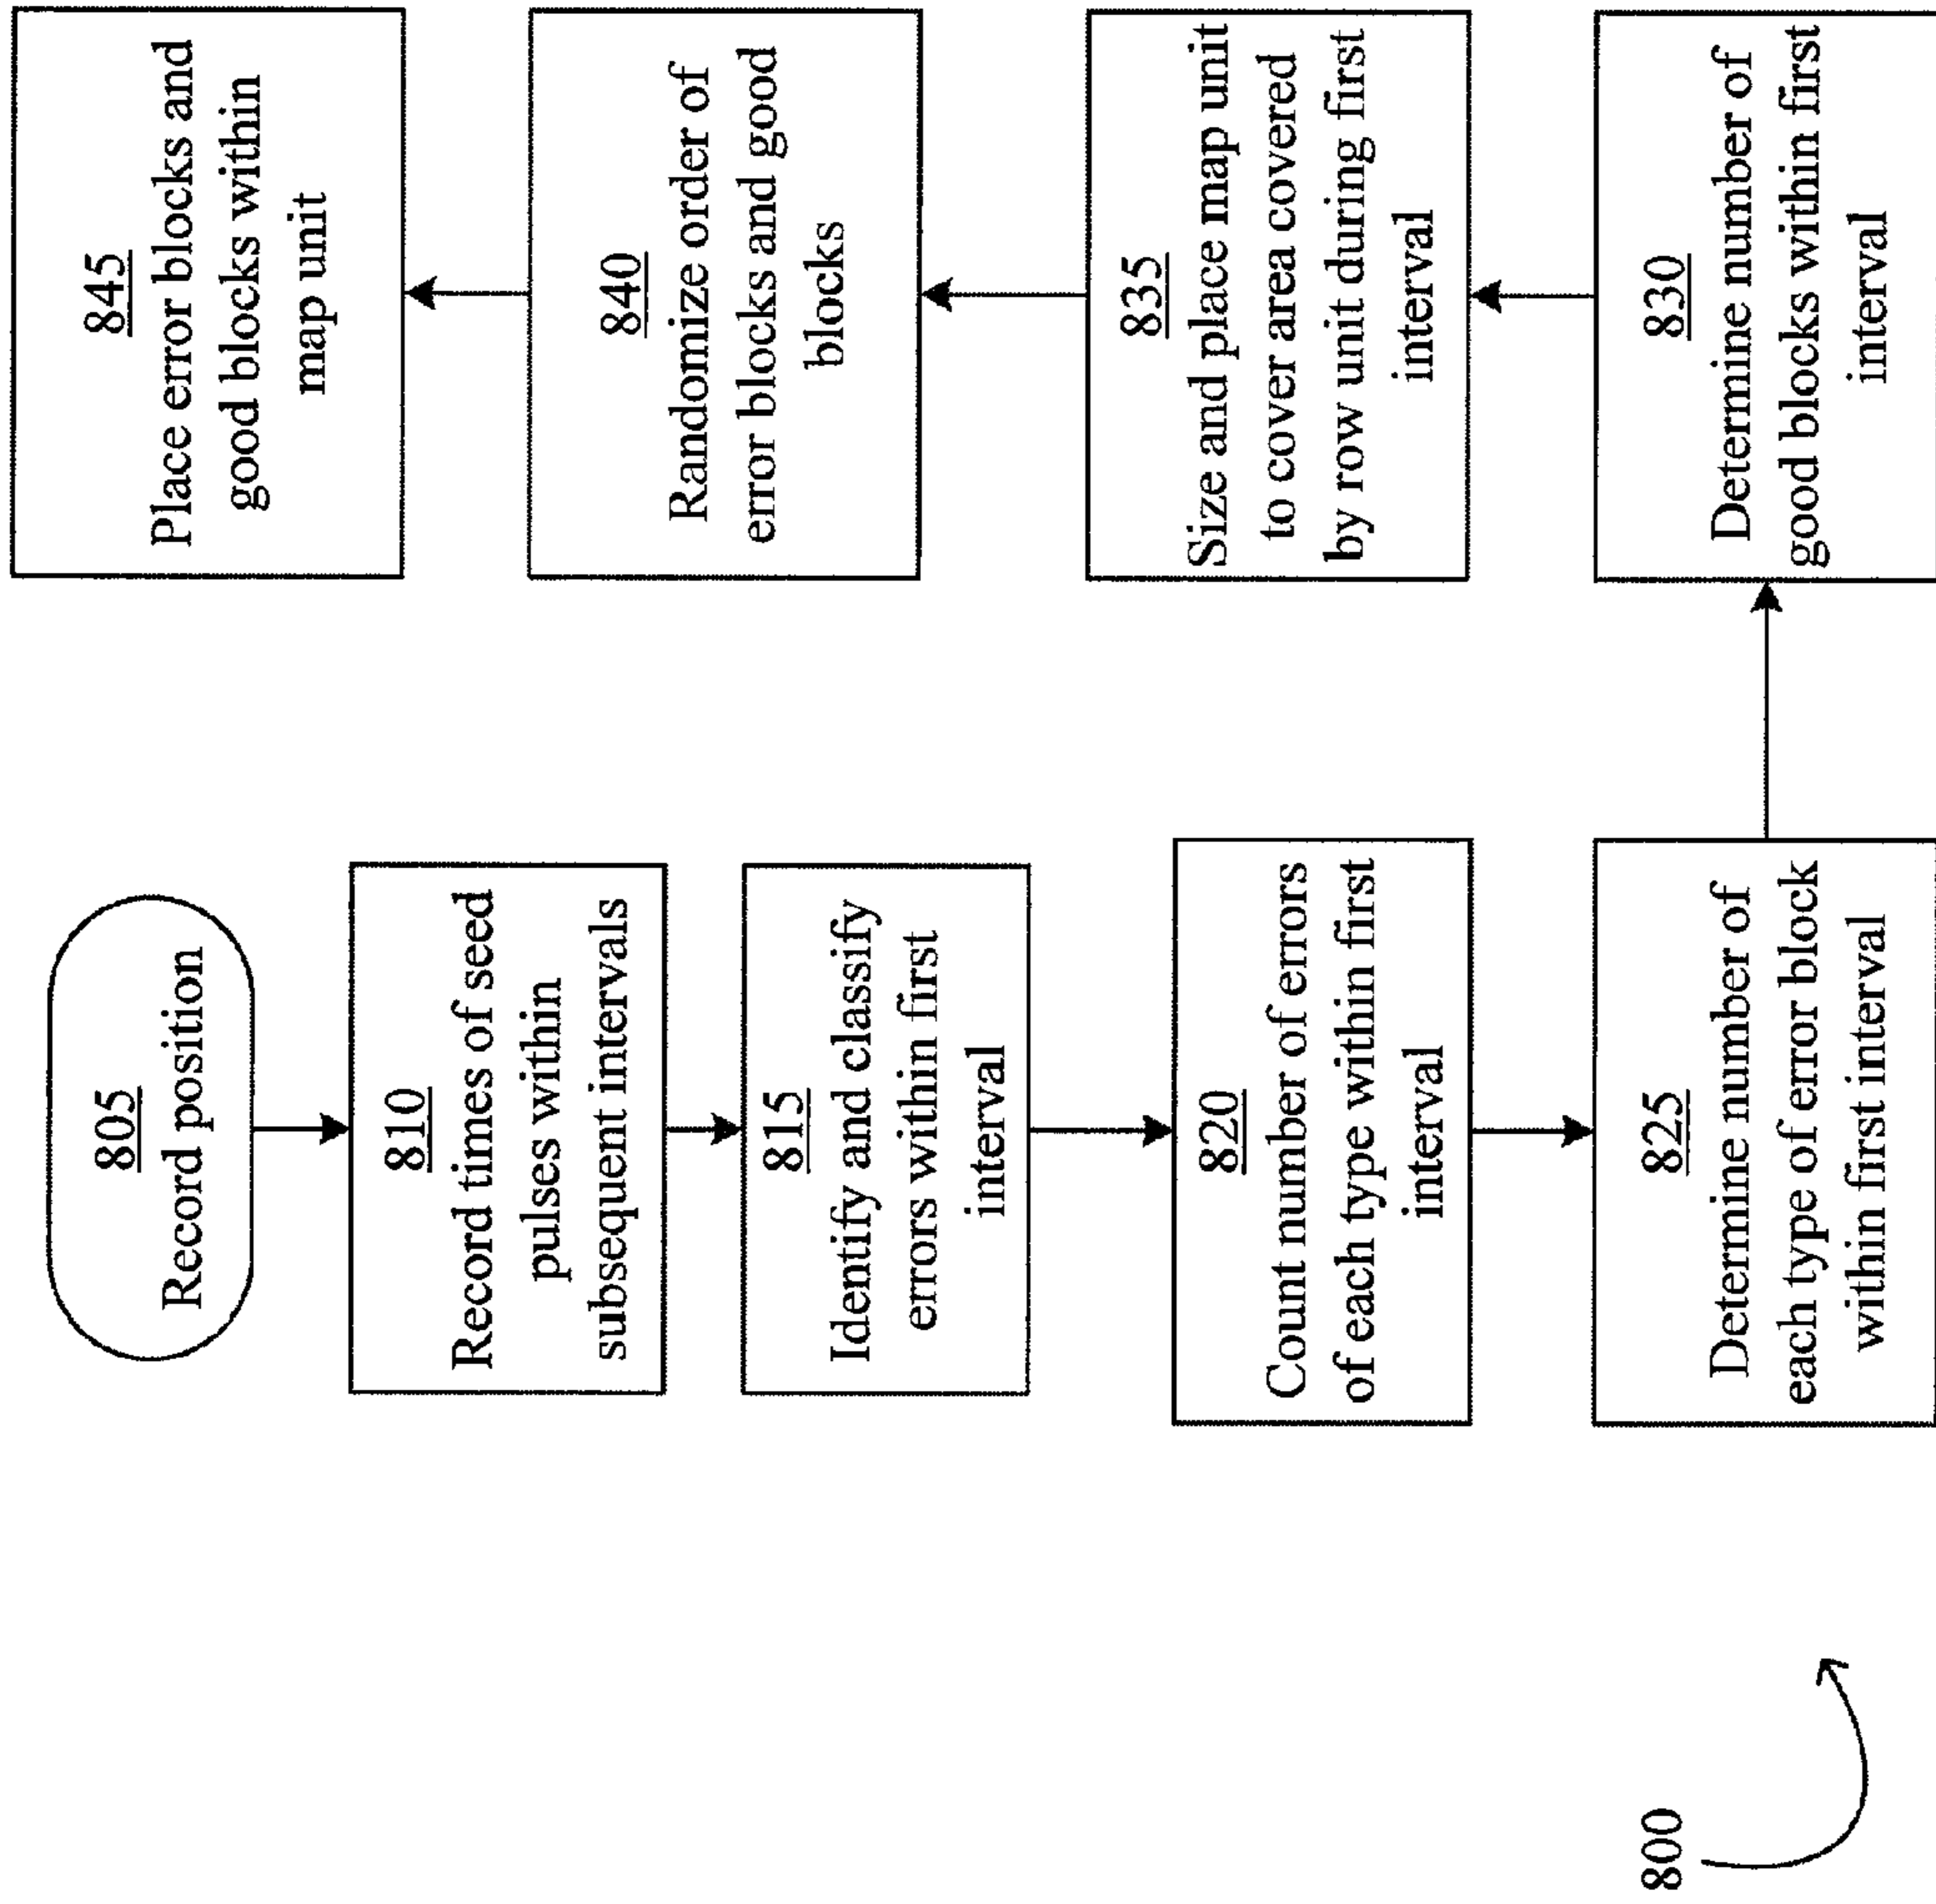 805
Record position
810
Record times of seed
pulses within
subsequent intervals
815
Identify and classify
errors within first
interval
820
Count number of errors
of each type within first
interval
825
Determine number of
each type of error block
within first interval
830
Determine number of
good blocks within first
interval
835
Size and place map unit
to cover area covered
by row unit during first
interval
840
Randomize order of
error blocks and good
blocks
845
Place error blocks and
good blocks within
map unit
800